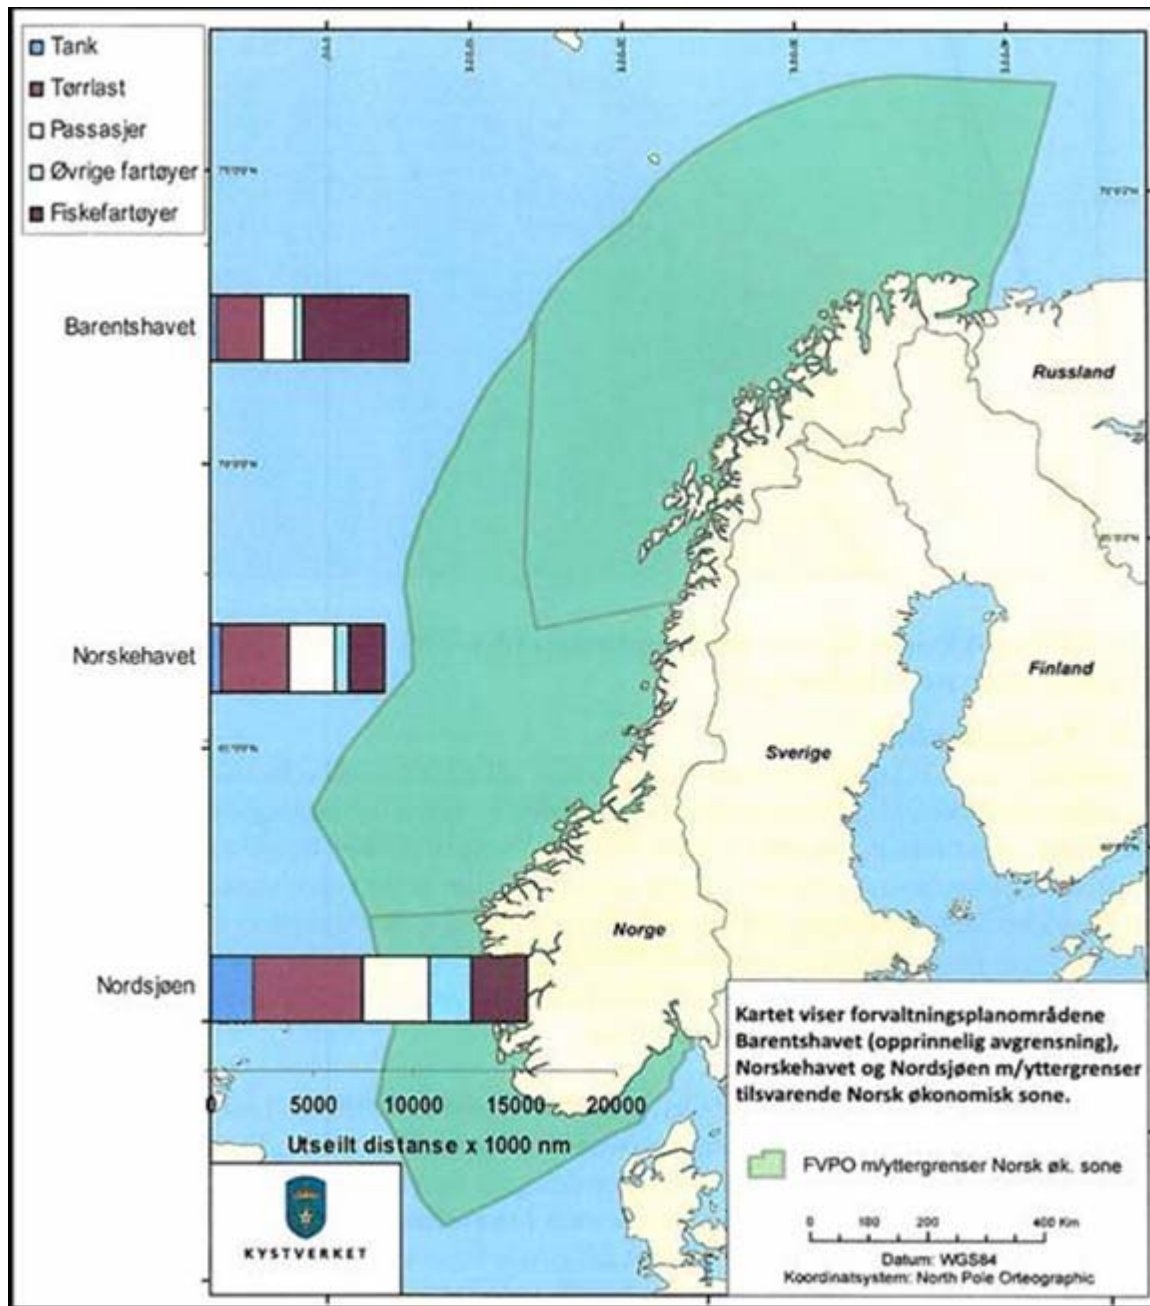 Tank
Tørrlast
Passasjer
Øvrige fartøyer
Fiskefartøyer
Barentshavet
Russland
Norskehavet
Finland
Sverige
Norge
Nordsjøen
0 5000 10000 15000 20000
Utseilt distanse x 1000 nm
KYSTVERKET
Kartet viser forvaltningsplanområdene
Barentshavet (opprinnelig avgrensning),
Norskehavet og Nordsjøen m/yttergrenser
tilsvarende Norsk økonomisk sone.
FVPO m/yttergrenser Norsk øk. sone
0 100 200 400 Km
Datum: WGS84
Koordinatsystem: North Pole Orteographic